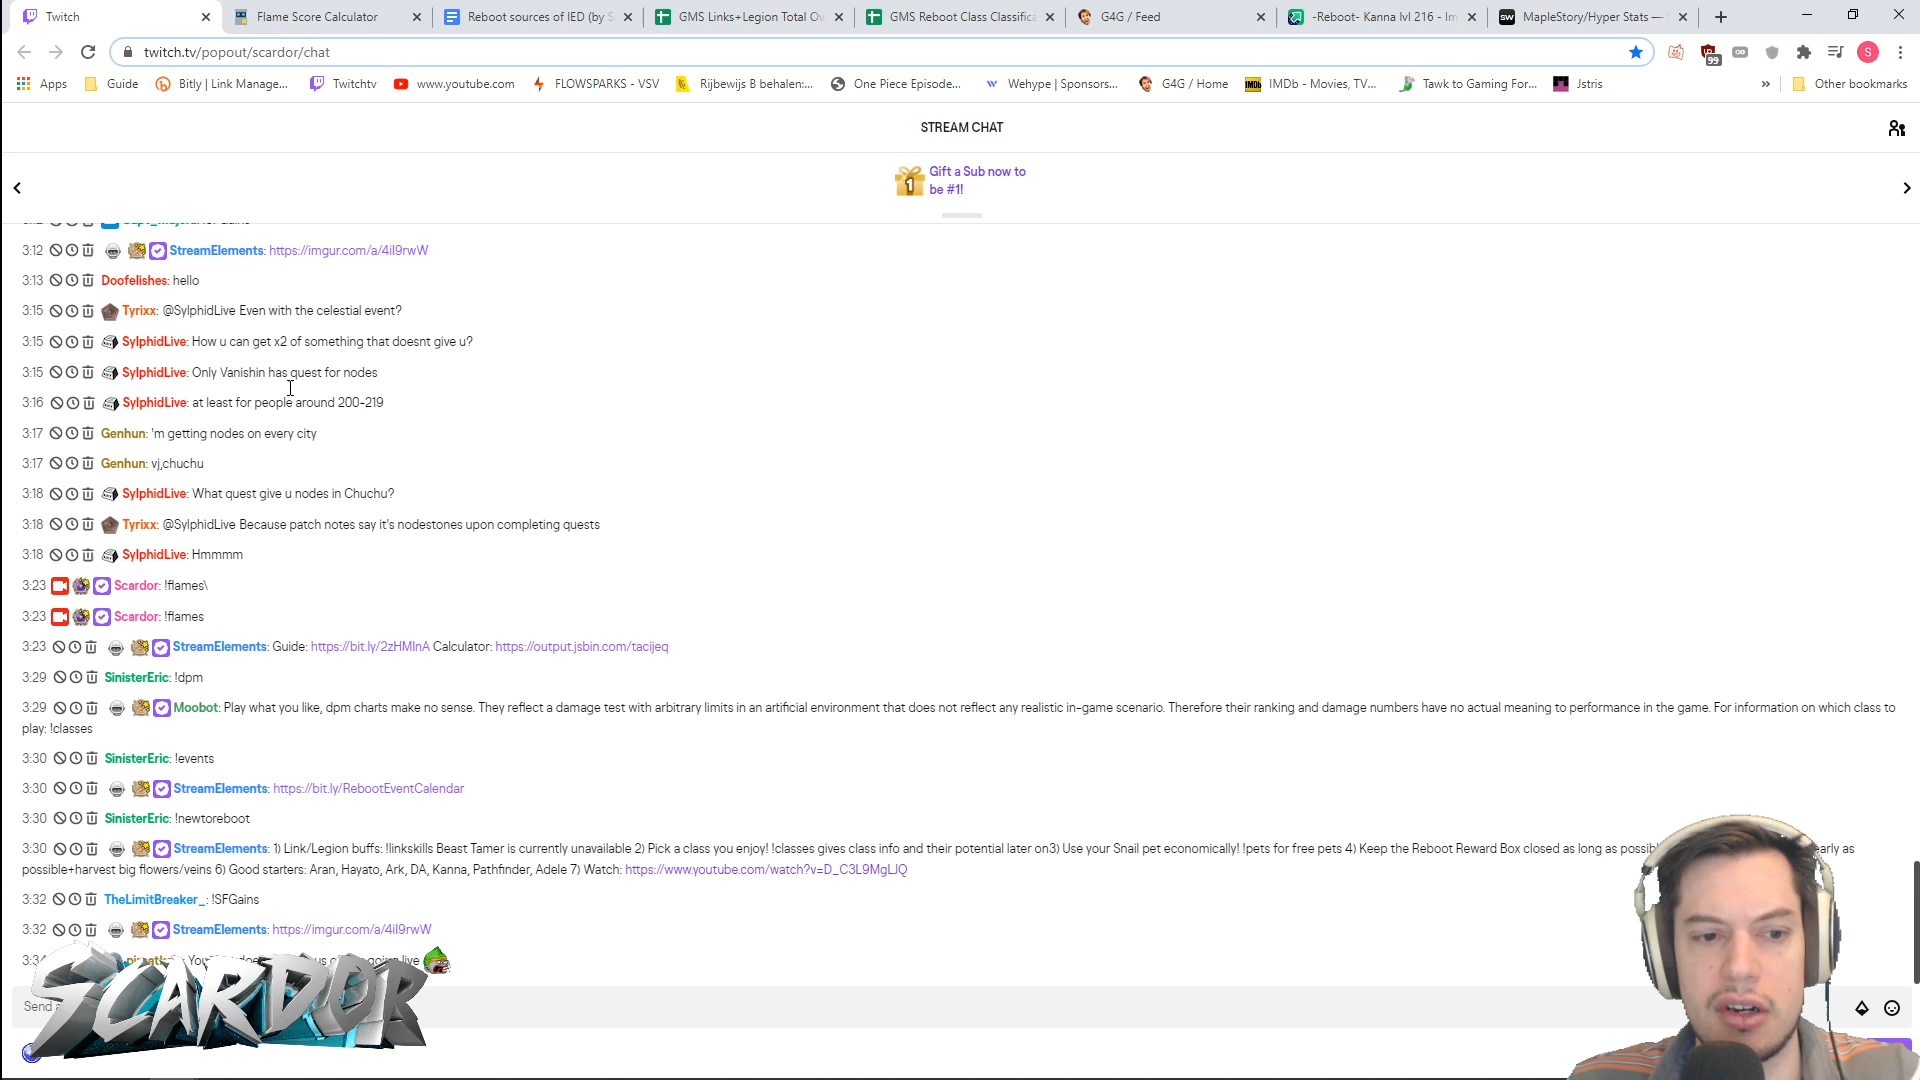 Twitch
Flame Score Calculator
Reboot sources of IED (by S
GMS Links+Legion Total Ov
GMS Reboot Class Classifica
G4G / Feed
-Reboot- Kanna lvl 216 - Im
SW MapleStory/Hyper Stats —
twitch.tv/popout/scardor/chat
99
S
Apps
Guide
Bitly | Link Manage...
Twitchtv
www.youtube.com
FLOWSPARKS - VSV
Rijbewijs B behalen:...
One Piece Episode...
Wehype | Sponsors...
G4G / Home
IMDb IMDb - Movies, TV...
Tawk to Gaming For...
Jstris
» Other bookmarks
STREAM CHAT
1
Gift a Sub now to
be #1!
3:12 StreamElements: https://imgur.com/a/4iI9rwW
3:13 Doofelishes: hello
3:15 Tyrixx: @SylphidLive Even with the celestial event?
3:15 SylphidLive: How u can get x2 of something that doesnt give u?
3:15 SylphidLive: Only Vanishin has quest for nodes
3:16 SylphidLive: at least for people around 200-219
3:17 Genhun: 'm getting nodes on every city
3:17 Genhun: vj,chuchu
3:18 SylphidLive: What quest give u nodes in Chuchu?
3:18 Tyrixx: @SylphidLive Because patch notes say it's nodestones upon completing quests
3:18 SylphidLive: Hmmmm
3:23 Scardor: !flames\
3:23 Scardor: !flames
3:23 StreamElements: Guide: https://bit.ly/2zHMInA Calculator: https://output.jsbin.com/tacijeq
3:29 SinisterEric: !dpm
3:29 Moobot: Play what you like, dpm charts make no sense. They reflect a damage test with arbitrary limits in an artificial environment that does not reflect any realistic in-game scenario. Therefore their ranking and damage numbers have no actual meaning to performance in the game. For information on which class to
play: !classes
3:30 SinisterEric: !events
3:30 StreamElements: https://bit.ly/RebootEventCalendar
3:30 SinisterEric: !newtoreboot
3:30 StreamElements: 1) Link/Legion buffs: !linkskills Beast Tamer is currently unavailable 2) Pick a class you enjoy! !classes gives class info and their potential later on3) Use your Snail pet economically! !pets for free pets 4) Keep the Reboot Reward Box closed as long as early as
possible+harvest big flowers/veins 6) Good starters: Aran, Hayato, Ark, DA, Kanna, Pathfinder, Adele 7) Watch: https://www.youtube.com/watch?v=D_C3L9MgLJQ
3:32 TheLimitBreaker_: !SFGains
3:32 StreamElements: https://imgur.com/a/4iI9rwW
live
Send
SCARDOR